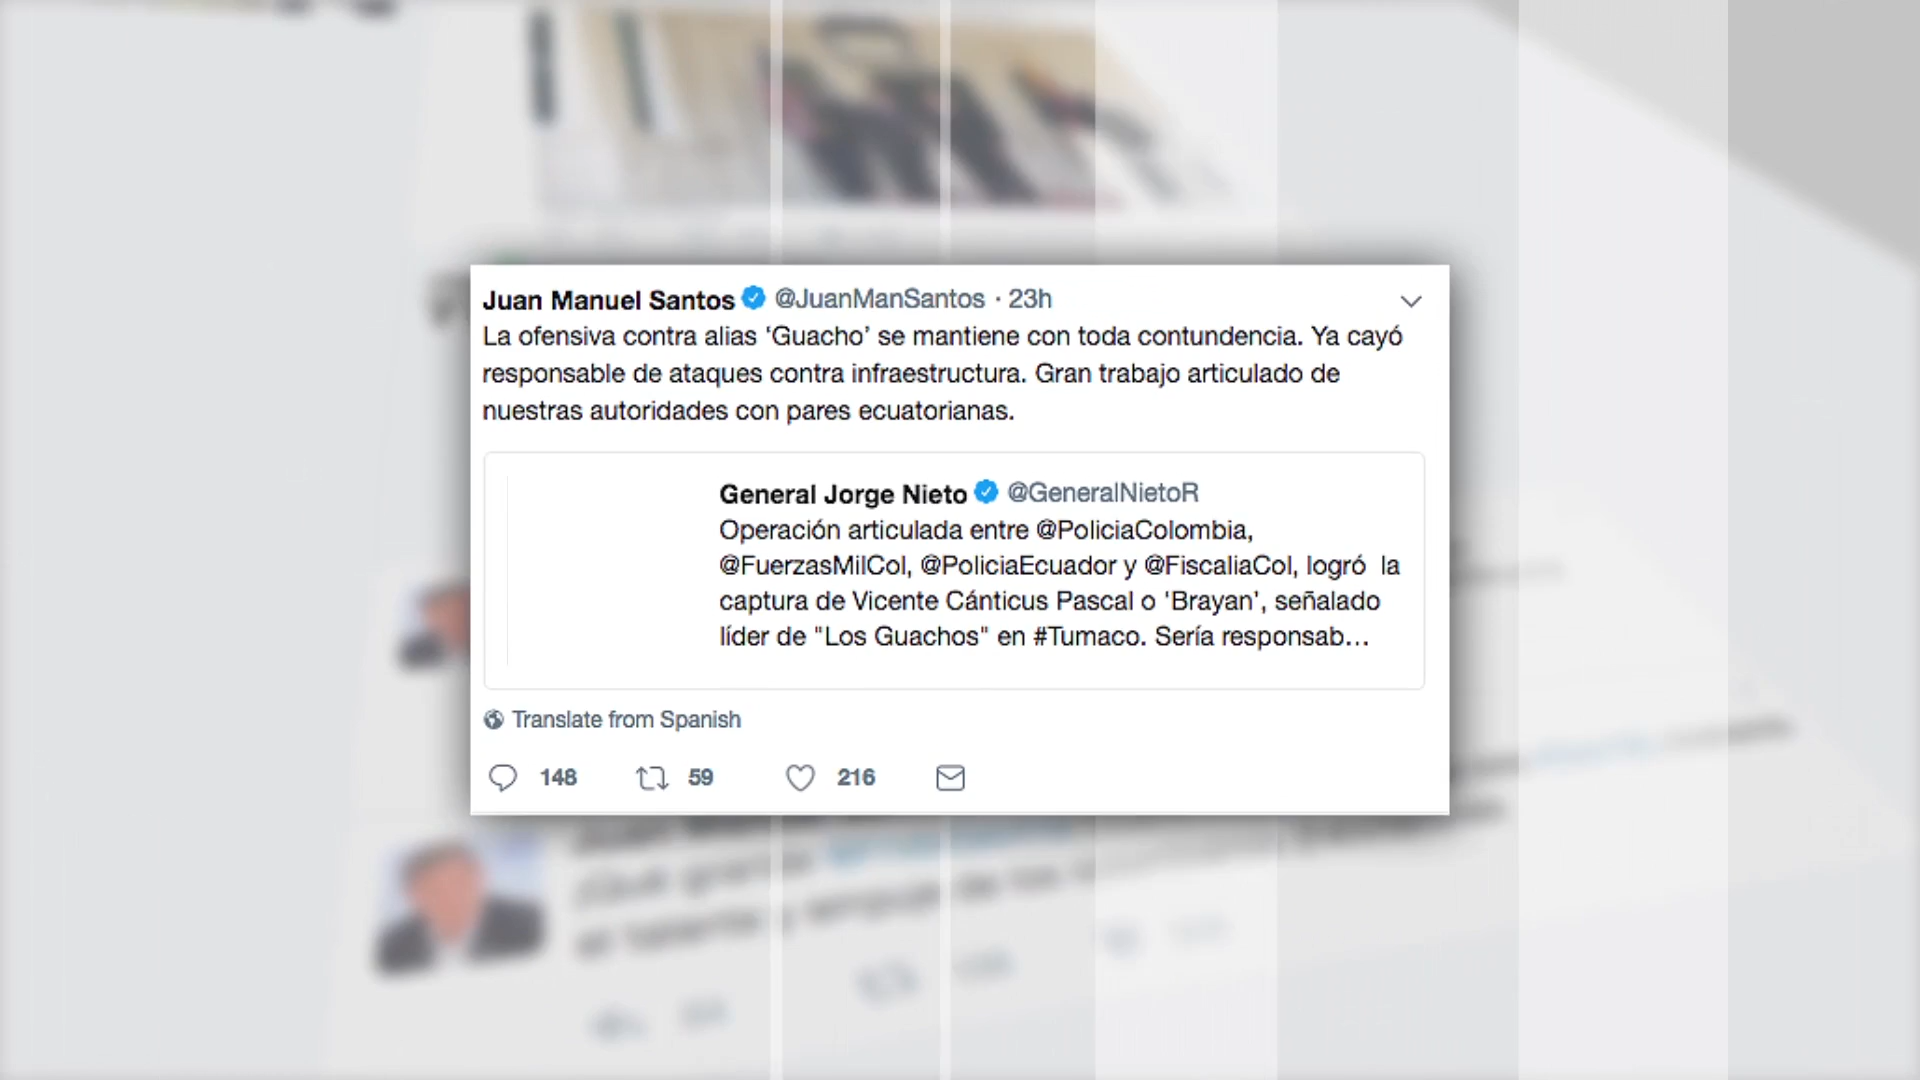 Juan Manuel Santos @JuanManSantos · 23h
La ofensiva contra alias ‘Guacho’ se mantiene con toda contundencia. Ya cayó
responsable de ataques contra infraestructura. Gran trabajo articulado de
nuestras autoridades con pares ecuatorianas.
General Jorge Nieto @GeneralNietoR
Operación articulada entre @PoliciaColombia,
@FuerzasMilCol, @PoliciaEcuador y @FiscaliaCol, logró la
captura de Vicente Cánticus Pascal o ‘Brayan’, señalado
líder de "Los Guachos" en #Tumaco. Sería responsab...
Translate from Spanish
148 59 216